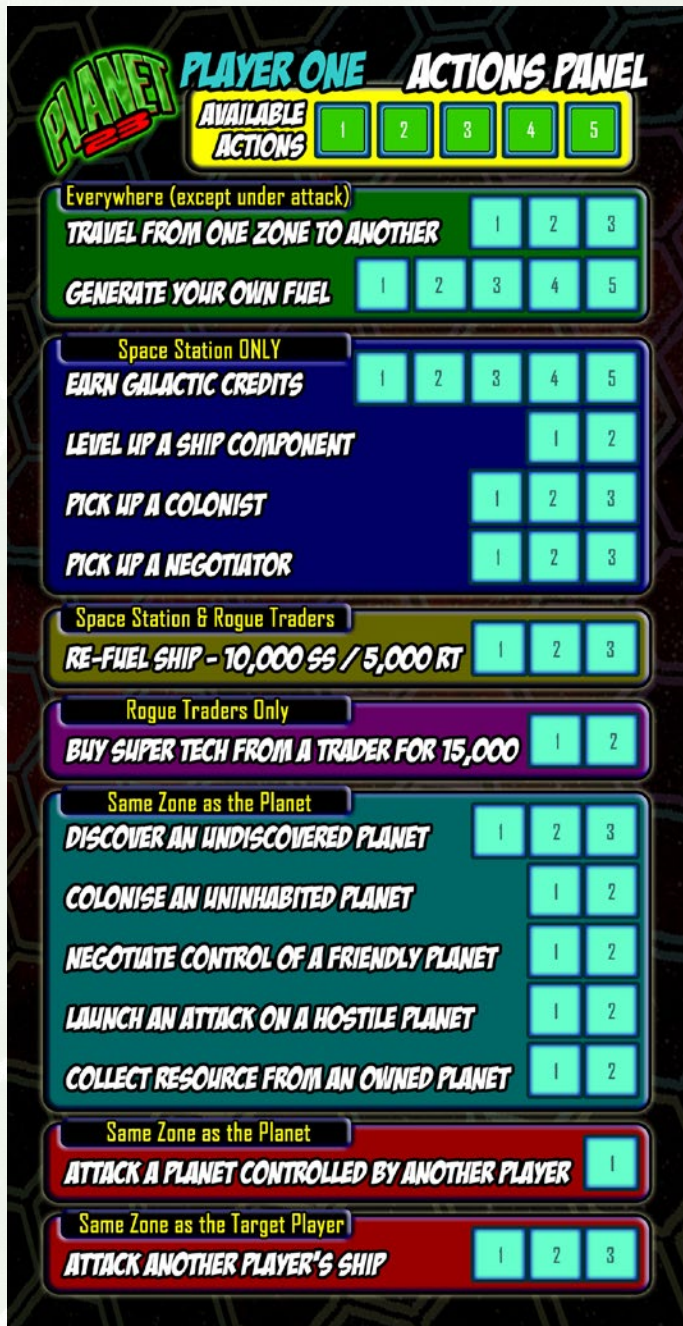 PLANET 23
PLAYER ONE ACTIONS PANEL
AVAILABLE ACTIONS 1 2 3 4 5
Everywhere (except under attack)
TRAVEL FROM ONE ZONE TO ANOTHER 1 2 3
GENERATE YOUR OWN FUEL 1 2 3 4 5
Space Station ONLY
EARN GALACTIC CREDITS 1 2 3 4 5
LEVEL UP A SHIP COMPONENT 1 2
PICK UP A COLONIST 1 2 3
PICK UP A NEGOTIATOR 1 2 3
Space Station & Rogue Traders
RE-FUEL SHIP - 10,000 SS / 5,000 RT 1 2 3
Rogue Traders Only
BUY SUPER TECH FROM A TRADER FOR 15,000 1 2
Same Zone as the Planet
DISCOVER AN UNDISCOVERED PLANET 1 2 3
COLONISE AN UNINHABITED PLANET 1 2
NEGOTIATE CONTROL OF A FRIENDLY PLANET 1 2
LAUNCH AN ATTACK ON A HOSTILE PLANET 1 2
COLLECT RESOURCE FROM AN OWNED PLANET 1 2
Same Zone as the Planet
ATTACK A PLANET CONTROLLED BY ANOTHER PLAYER 1
Same Zone as the Target Player
ATTACK ANOTHER PLAYER'S SHIP 1 2 3